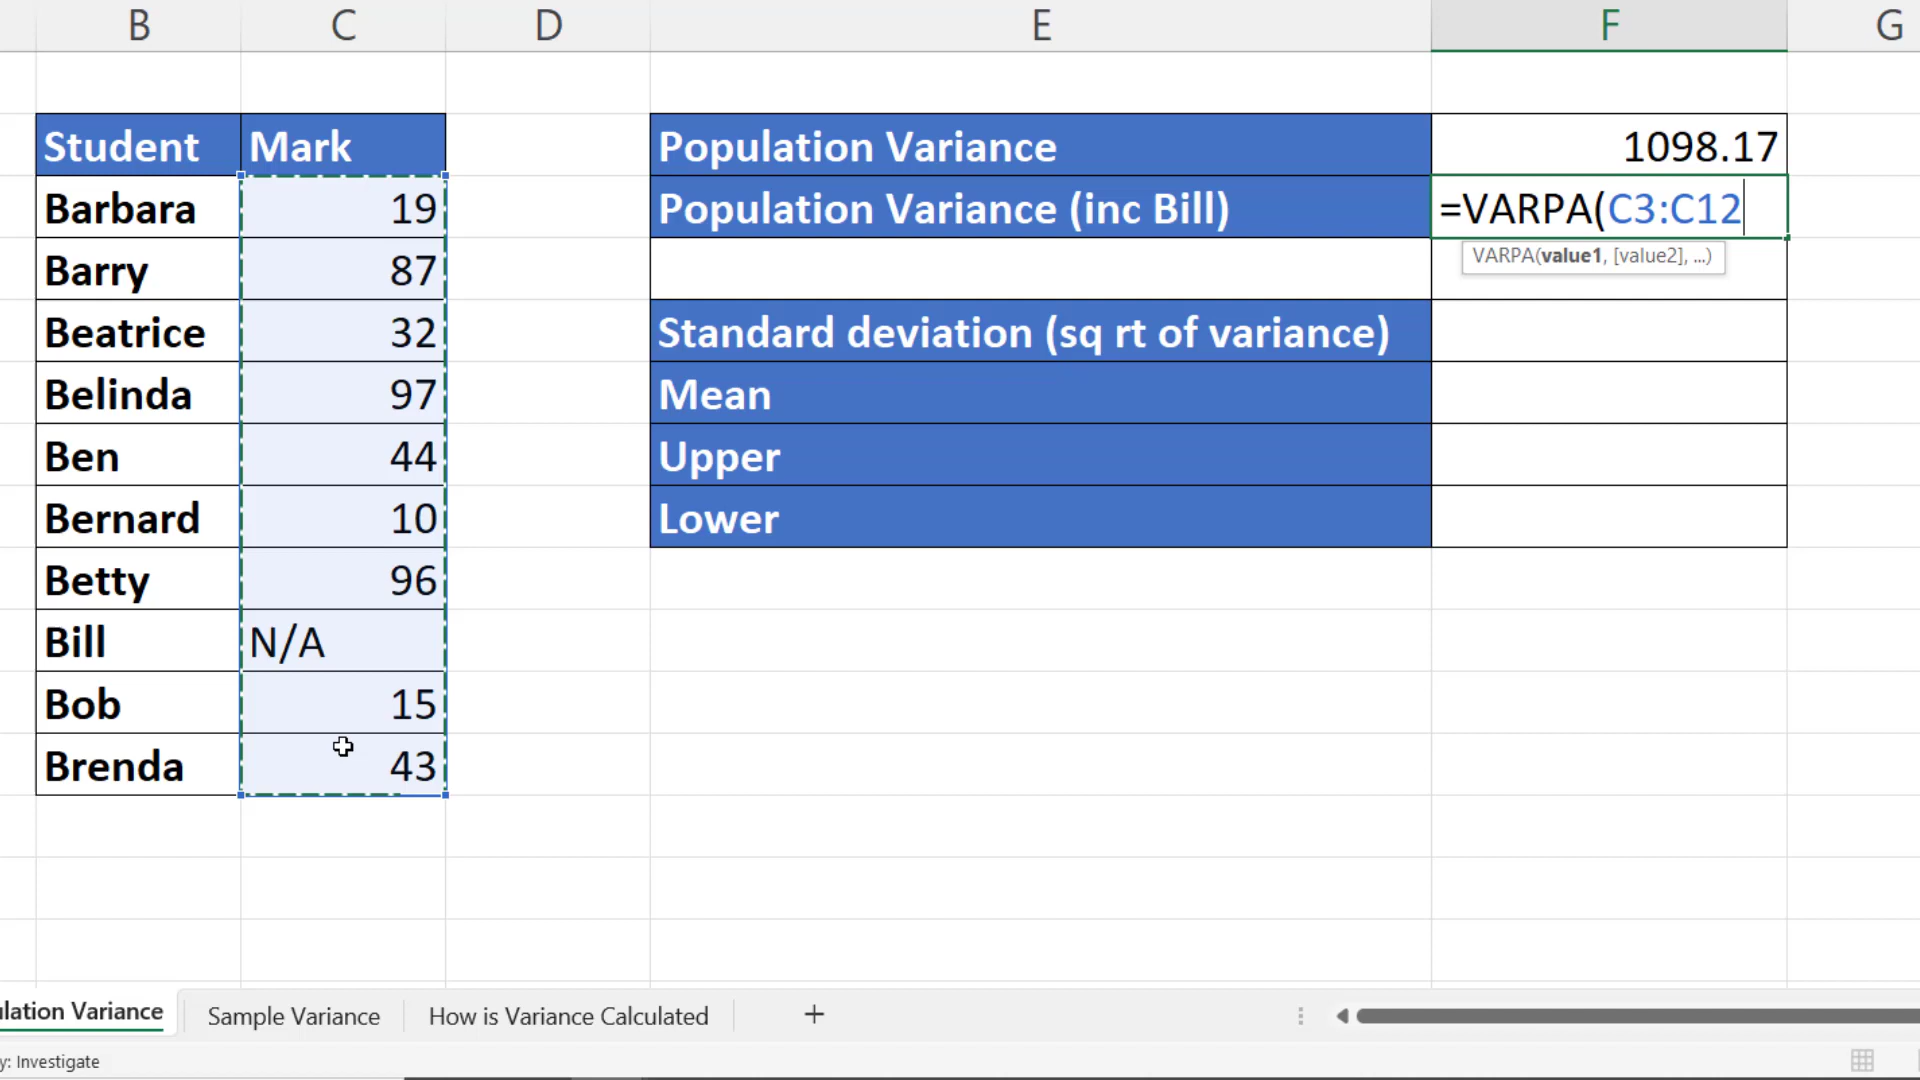 B C D E F G
Student Mark
Barbara 19
Barry 87
Beatrice 32
Belinda 97
Ben 44
Bernard 10
Betty 96
Bill N/A
Bob 15
Brenda 43
Population Variance 1098.17
Population Variance (inc Bill) =VARPA(C3:C12
VARPA(value1, [value2], ...)
Standard deviation (sq rt of variance)
Mean
Upper
Lower
lation Variance Sample Variance How is Variance Calculated +
y: Investigate